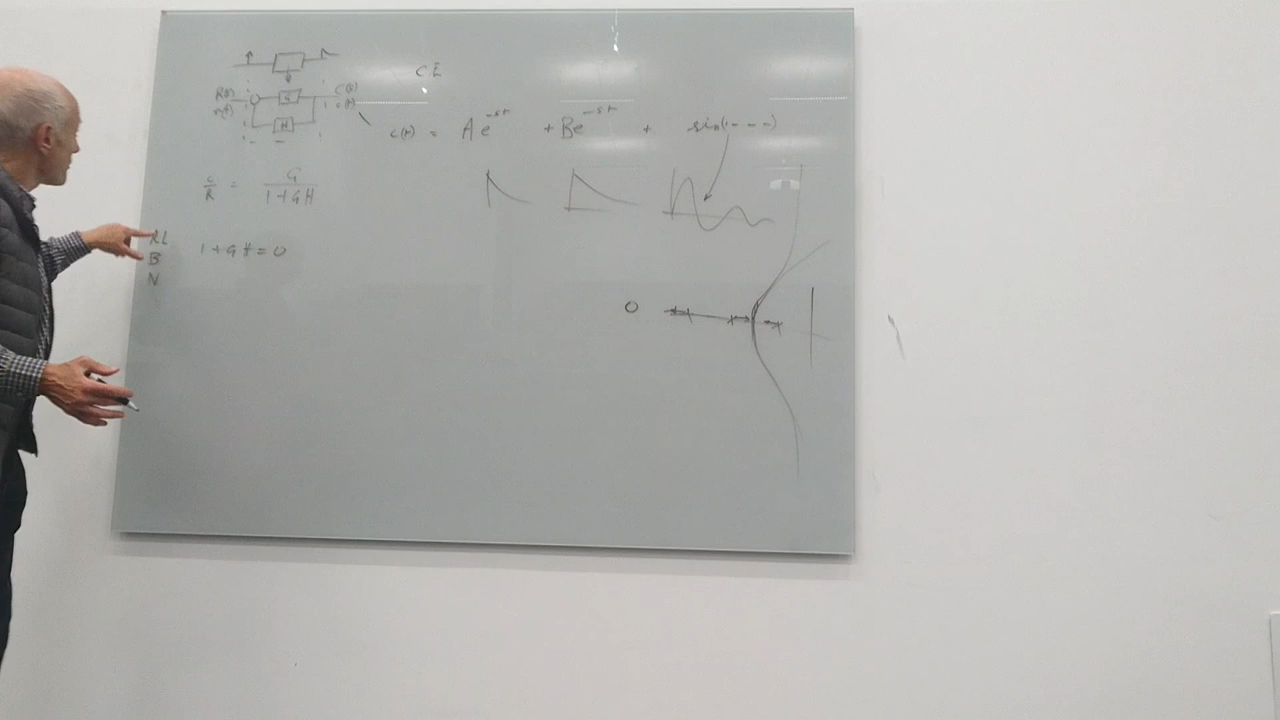 CE
R(s) G C(s)
r(t) c(t)
H
c(t) = Ae^-st + Be^-st + sin(- - -)
C/R = G/1+GH
RL
B 1+GH=0
N
O